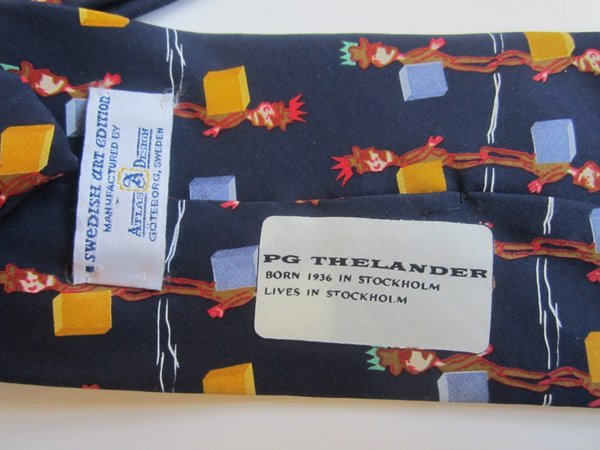 SWEDISH ART EDITION
MANUFACTURED BY
ATLAS A DESIGN
GÖTEBORG, SWEDEN
PG THELANDER
BORN 1936 IN STOCKHOLM
LIVES IN STOCKHOLM